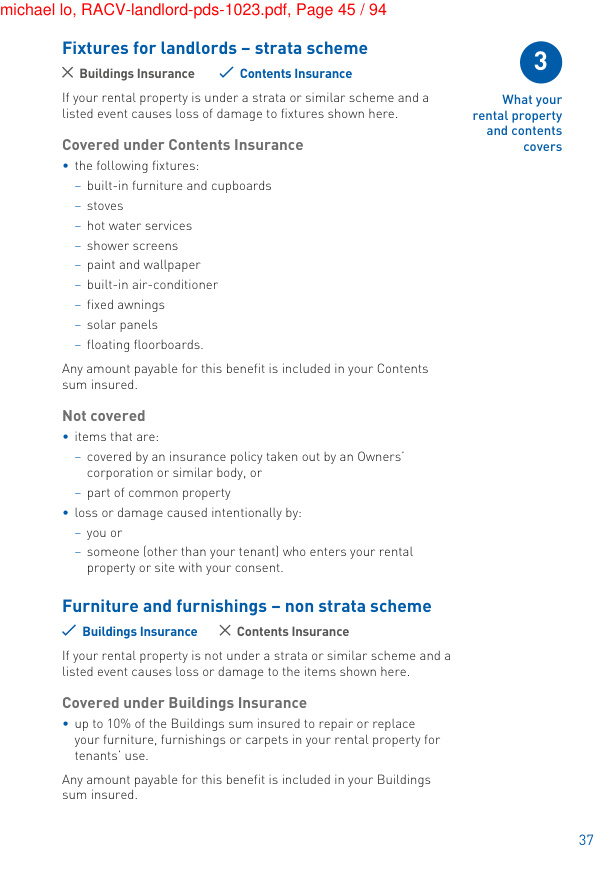 michael lo, RACV-landlord-pds-1023.pdf, Page 45 / 94
Fixtures for landlords – strata scheme
Buildings Insurance Contents Insurance
If your rental property is under a strata or similar scheme and a
listed event causes loss of damage to fixtures shown here.
Covered under Contents Insurance
• the following fixtures:
– built-in furniture and cupboards
– stoves
– hot water services
– shower screens
– paint and wallpaper
– built-in air-conditioner
– fixed awnings
– solar panels
– floating floorboards.
Any amount payable for this benefit is included in your Contents
sum insured.
Not covered
• items that are:
– covered by an insurance policy taken out by an Owners'
corporation or similar body, or
– part of common property
• loss or damage caused intentionally by:
– you or
– someone (other than your tenant) who enters your rental
property or site with your consent.
Furniture and furnishings – non strata scheme
Buildings Insurance Contents Insurance
If your rental property is not under a strata or similar scheme and a
listed event causes loss or damage to the items shown here.
Covered under Buildings Insurance
• up to 10% of the Buildings sum insured to repair or replace
your furniture, furnishings or carpets in your rental property for
tenants' use.
Any amount payable for this benefit is included in your Buildings
sum insured.
3
What your
rental property
and contents
covers
37